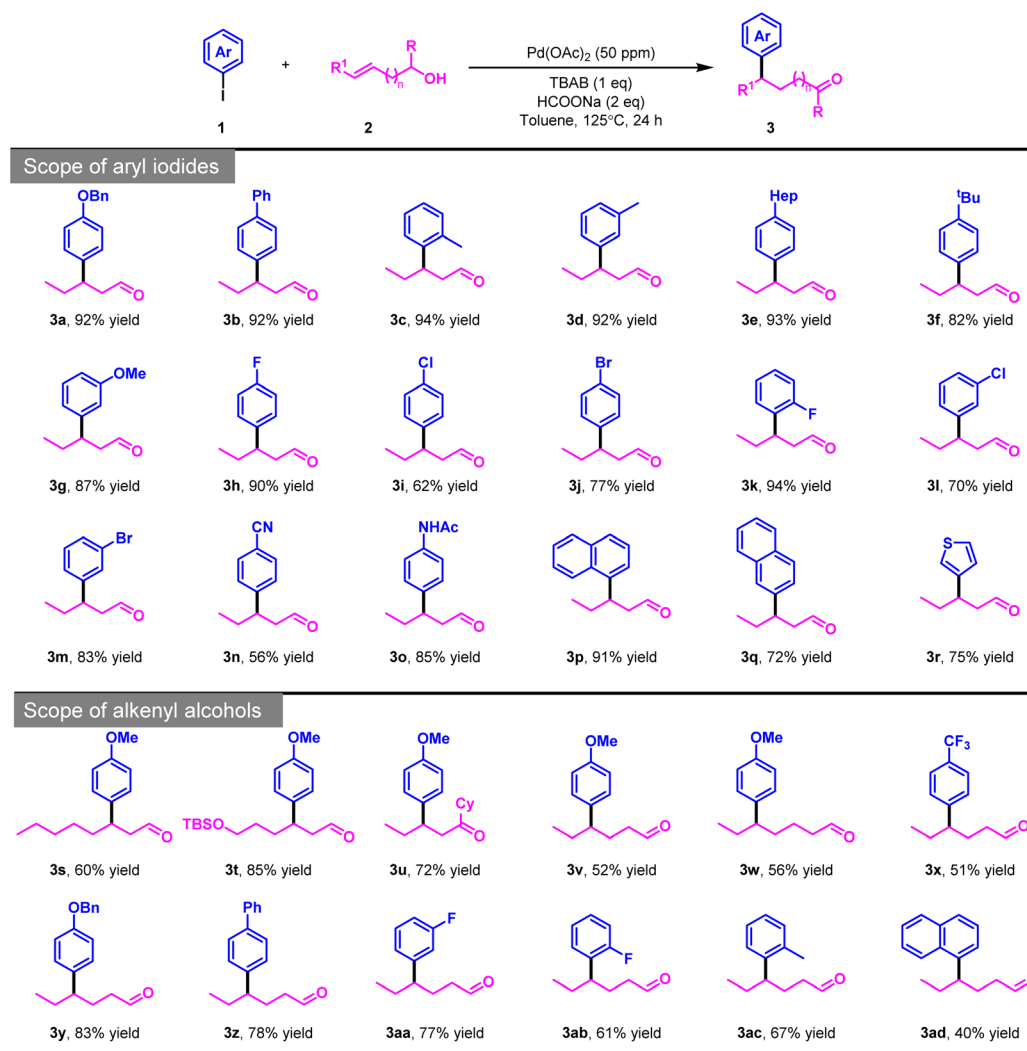 Ar
I
1
+
R¹
R
OH
n
2
Pd(OAc)₂ (50 ppm)
TBAB (1 eq)
HCOONa (2 eq)
Toluene, 125°C, 24 h
Ar
R¹
n
O
R
3
Scope of aryl iodides
OBn
O
3a, 92% yield
Ph
O
3b, 92% yield
O
3c, 94% yield
O
3d, 92% yield
Hep
O
3e, 93% yield
ᵗBu
O
3f, 82% yield
OMe
O
3g, 87% yield
F
O
3h, 90% yield
Cl
O
3i, 62% yield
Br
O
3j, 77% yield
F
O
3k, 94% yield
Cl
O
3l, 70% yield
Br
O
3m, 83% yield
CN
O
3n, 56% yield
NHAc
O
3o, 85% yield
O
3p, 91% yield
O
3q, 72% yield
S
O
3r, 75% yield
Scope of alkenyl alcohols
OMe
O
3s, 60% yield
OMe
TBSO
O
3t, 85% yield
OMe
Cy
O
3u, 72% yield
OMe
O
3v, 52% yield
OMe
O
3w, 56% yield
CF₃
O
3x, 51% yield
OBn
O
3y, 83% yield
Ph
O
3z, 78% yield
F
O
3aa, 77% yield
F
O
3ab, 61% yield
O
3ac, 67% yield
3ad, 40% yield